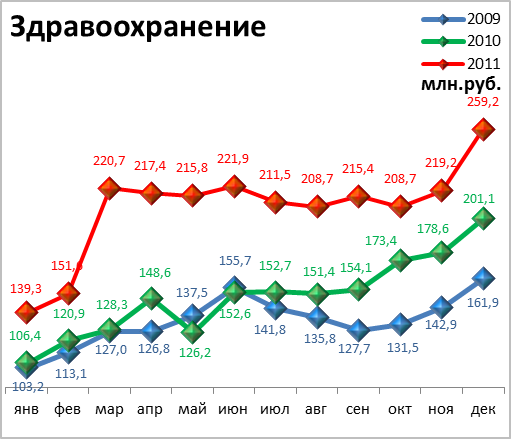 Здравоохранение
2009
2010
2011
млн.руб.
259,2
220,7 217,4 215,8 221,9 211,5 208,7 215,4 208,7 219,2
201,1
139,3 173,4 178,6
148,6 155,7 152,7 151,4 154,1
106,4 120,9 128,3 137,5 161,9
152,6 141,8 135,8 142,9
103,2 113,1 127,0 126,8 126,2 127,7 131,5
янв фев мар апр май июн июл авг сен окт ноя дек